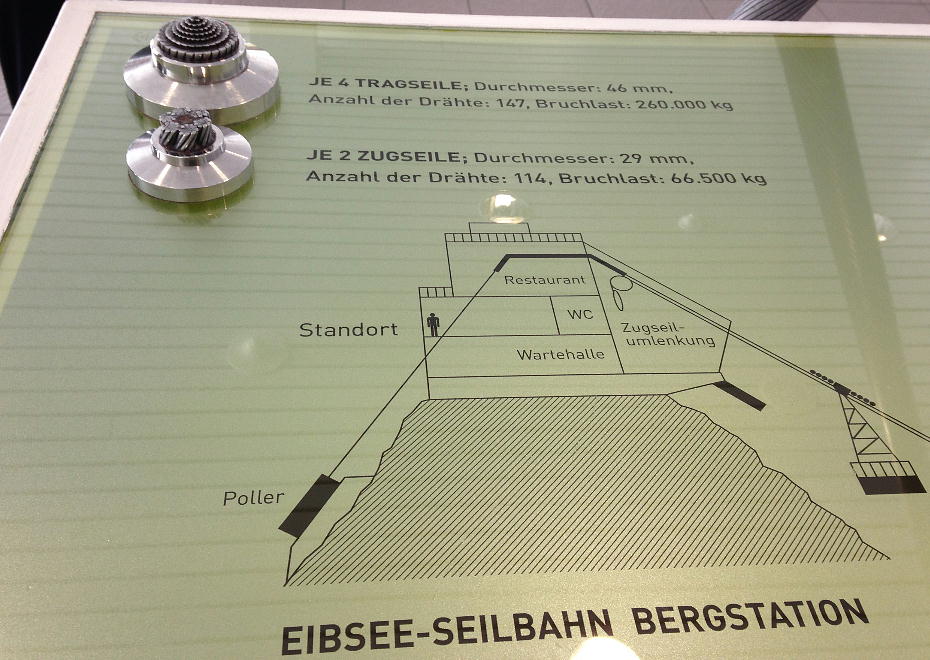 JE 4 TRAGSEILE; Durchmesser: 46 mm,
Anzahl der Drähte: 147, Bruchlast: 260.000 kg
JE 2 ZUGSEILE; Durchmesser: 29 mm,
Anzahl der Drähte: 114, Bruchlast: 66.500 kg
Restaurant
Standort
WC
Zugseil-
umlenkung
Wartehalle
Poller
EIBSEE-SEILBAHN BERGSTATION